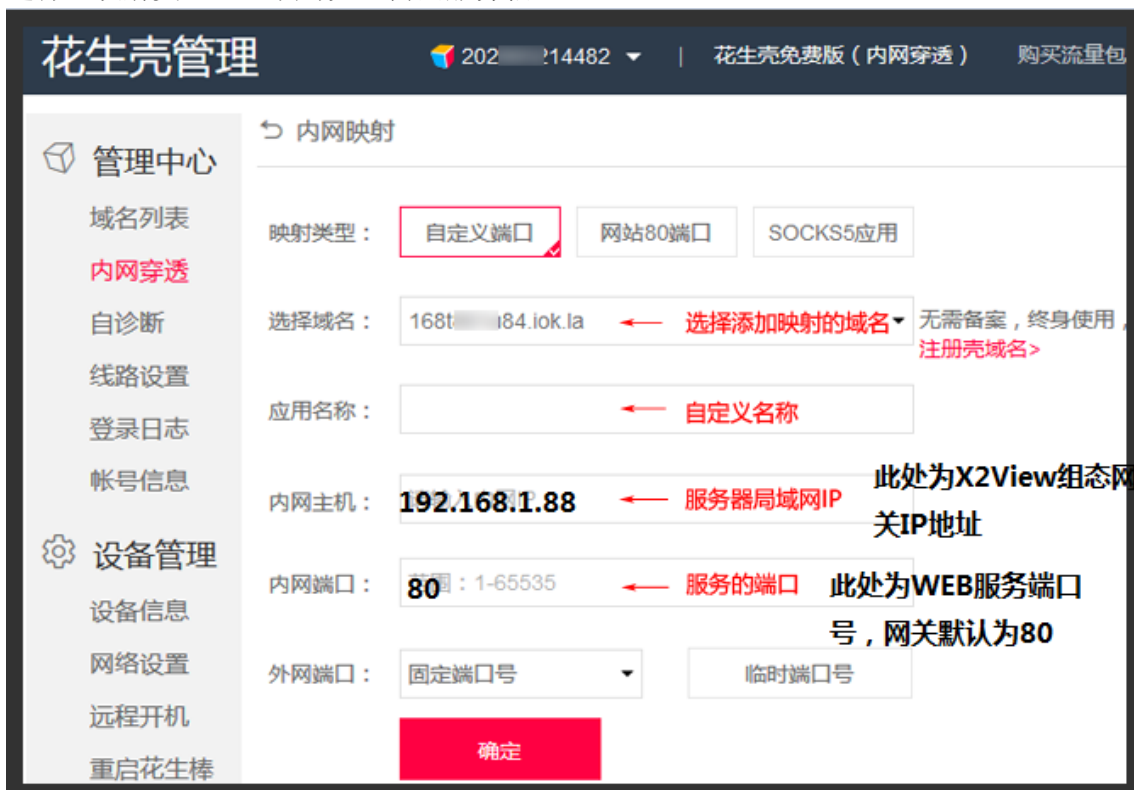 花生壳管理
202 14482 | 花生壳免费版（内网穿透） 购买流量包
内网映射
管理中心
域名列表
内网穿透
自诊断
线路设置
登录日志
帐号信息
设备管理
设备信息
网络设置
远程开机
重启花生棒
映射类型： 自定义端口 网站80端口 SOCKS5应用
选择域名： 168t 84.iok.la 选择添加映射的域名 无需备案，终身使用，
注册壳域名>
应用名称： 自定义名称
内网主机： 192.168.1.88 服务器局域网IP
此处为X2View组态网
关IP地址
内网端口： 80 ：1-65535 服务的端口
此处为WEB服务端口
号，网关默认为80
外网端口： 固定端口号 临时端口号
确定